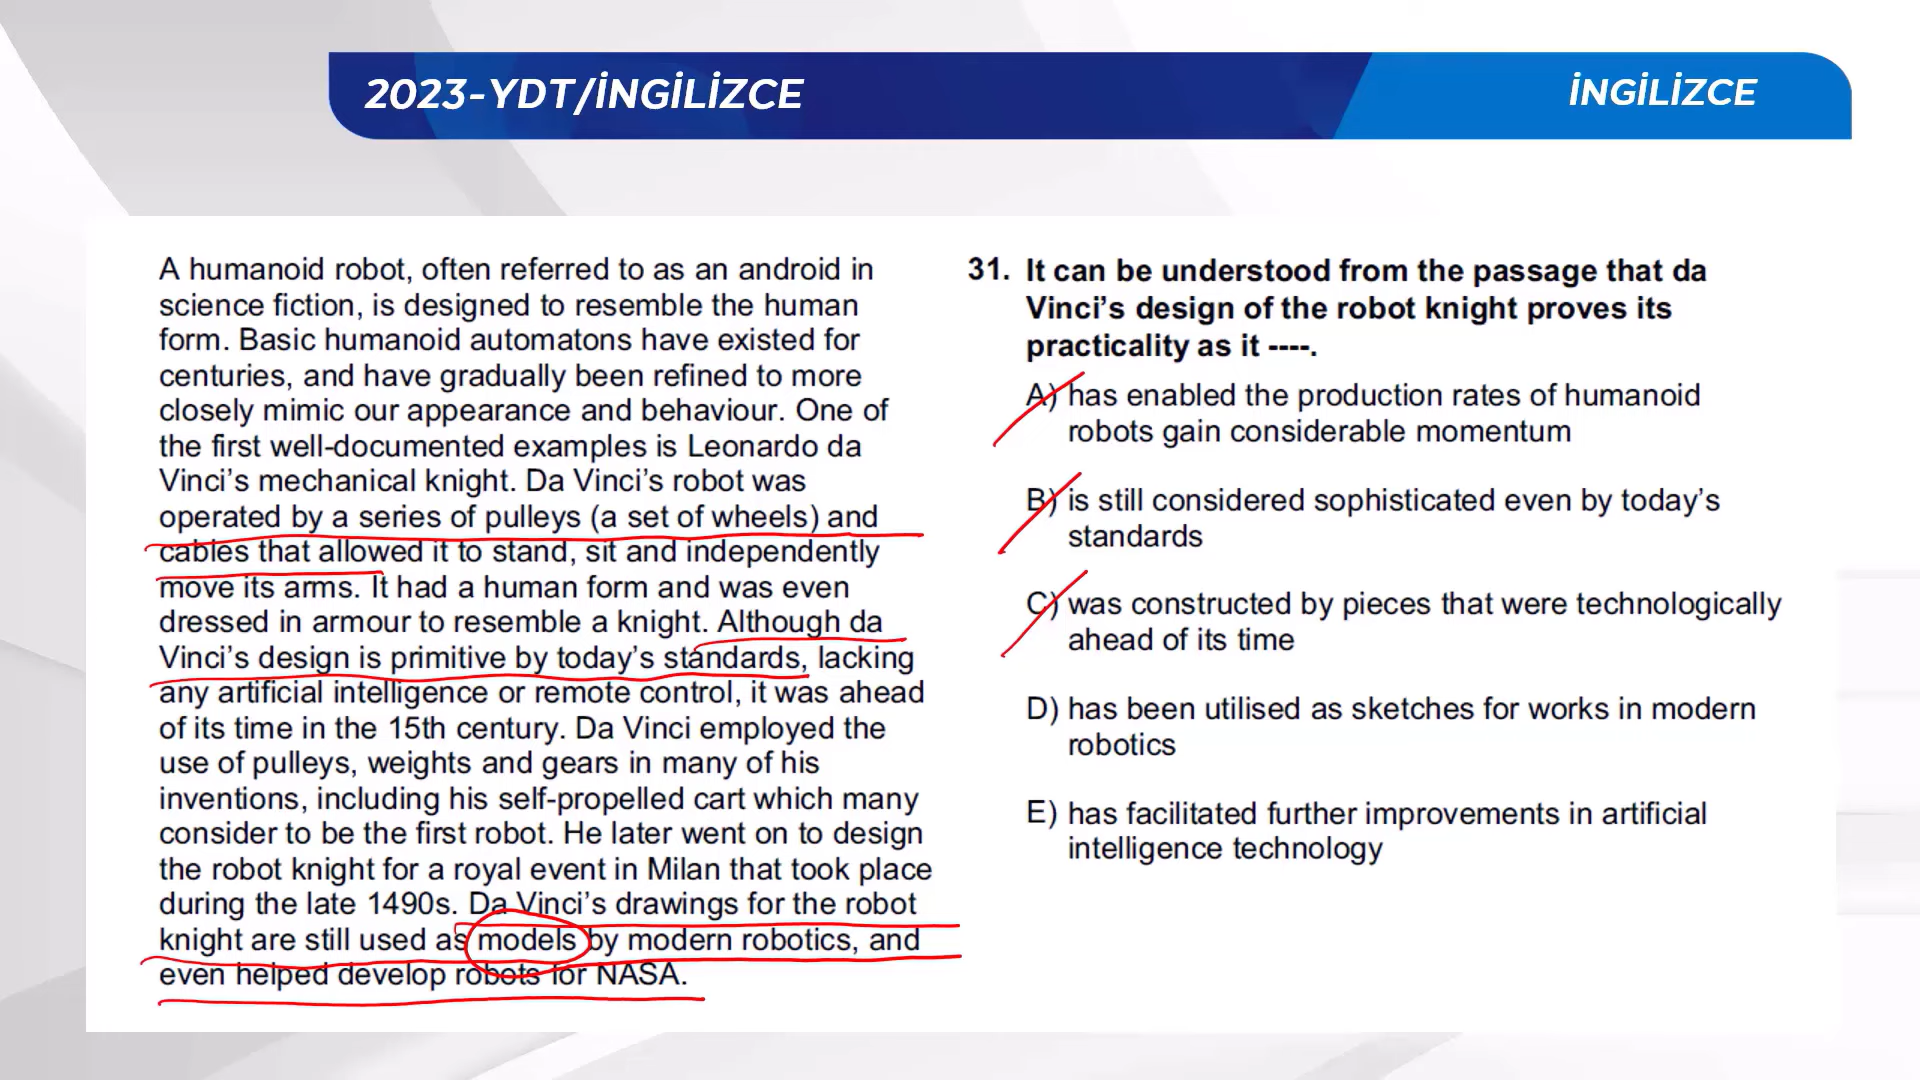 2023-YDT/İNGİLİZCE
İNGİLİZCE
A humanoid robot, often referred to as an android in
science fiction, is designed to resemble the human
form. Basic humanoid automatons have existed for
centuries, and have gradually been refined to more
closely mimic our appearance and behaviour. One of
the first well-documented examples is Leonardo da
Vinci’s mechanical knight. Da Vinci’s robot was
operated by a series of pulleys (a set of wheels) and
cables that allowed it to stand, sit and independently
move its arms. It had a human form and was even
dressed in armour to resemble a knight. Although da
Vinci’s design is primitive by today’s standards, lacking
any artificial intelligence or remote control, it was ahead
of its time in the 15th century. Da Vinci employed the
use of pulleys, weights and gears in many of his
inventions, including his self-propelled cart which many
consider to be the first robot. He later went on to design
the robot knight for a royal event in Milan that took place
during the late 1490s. Da Vinci’s drawings for the robot
knight are still used as models by modern robotics, and
even helped develop robots for NASA.
31. It can be understood from the passage that da
Vinci’s design of the robot knight proves its
practicality as it ----.
A) has enabled the production rates of humanoid
robots gain considerable momentum
B) is still considered sophisticated even by today’s
standards
C) was constructed by pieces that were technologically
ahead of its time
D) has been utilised as sketches for works in modern
robotics
E) has facilitated further improvements in artificial
intelligence technology